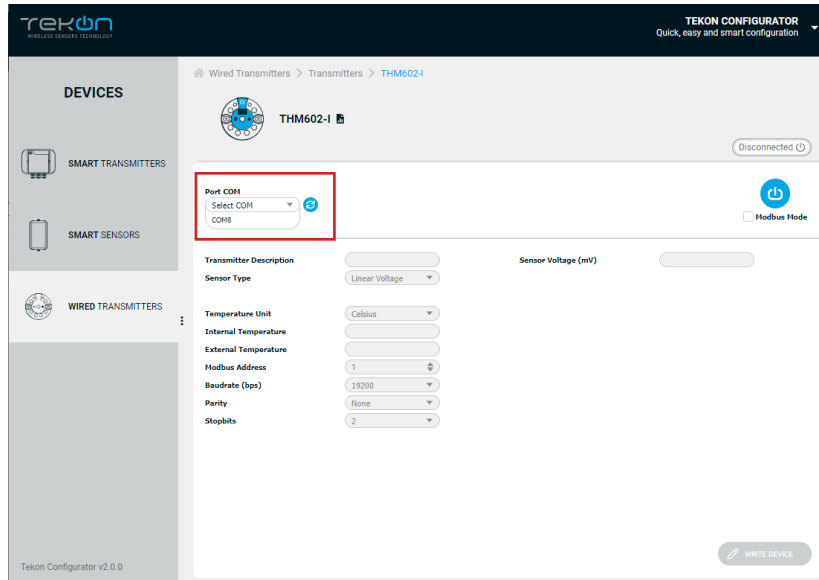 TEKON
WIRELESS SENSORS TECHNOLOGY
TEKON CONFIGURATOR
Quick, easy and smart configuration
DEVICES
SMART TRANSMITTERS
SMART SENSORS
WIRED TRANSMITTERS
Tekon Configurator v2.0.0
Wired Transmitters > Transmitters > THM602-I
THM602-I
Disconnected
Port COM
Select COM
COM8
Modbus Mode
Transmitter Description
Sensor Voltage (mV)
Sensor Type Linear Voltage
Temperature Unit Celsius
Internal Temperature
External Temperature
Modbus Address 1
Baudrate (bps) 19200
Parity None
Stopbits 2
WRITE DEVICE